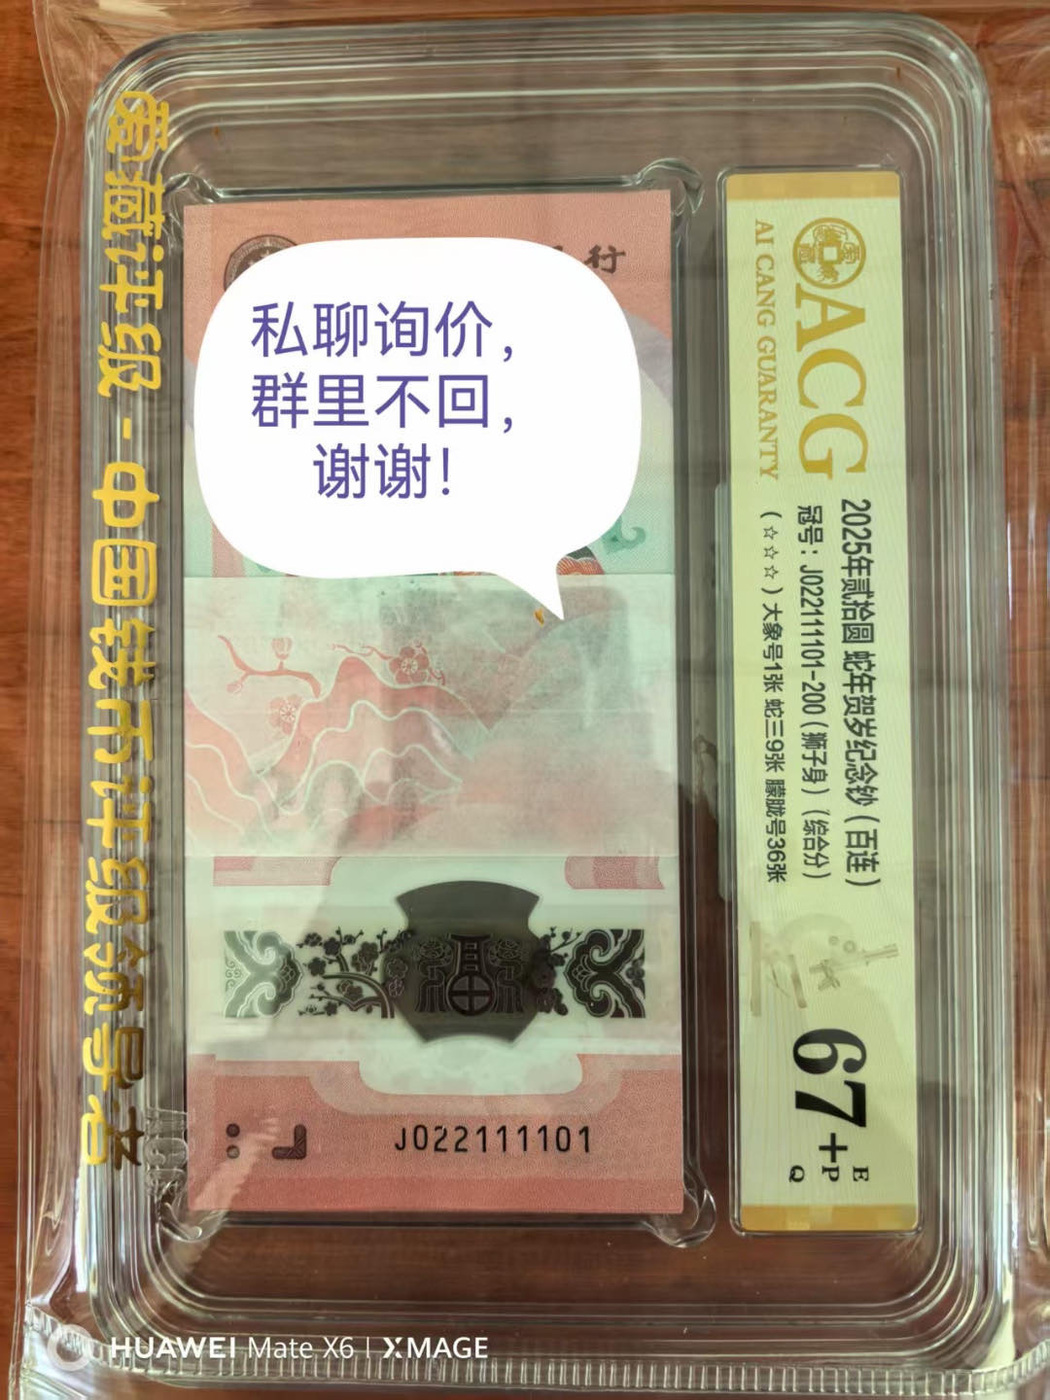 爱藏评级-中国钱币评级领导者
行
私聊询价，
群里不回，
谢谢！
J022111101
ACG
AI CANG GUARANTY
2025年贰拾圆 蛇年贺岁纪念钞（百连）
冠号：J022111101-200（狮子身）（综合分）
（☆☆☆）大象号1张 蛇三9张 朦胧号36张
67+
E
P
Q
HUAWEI Mate X6 | XMAGE